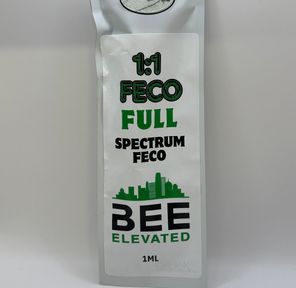 1:1
FECO
FULL
SPECTRUM
FECO
BEE
ELEVATED
1ML